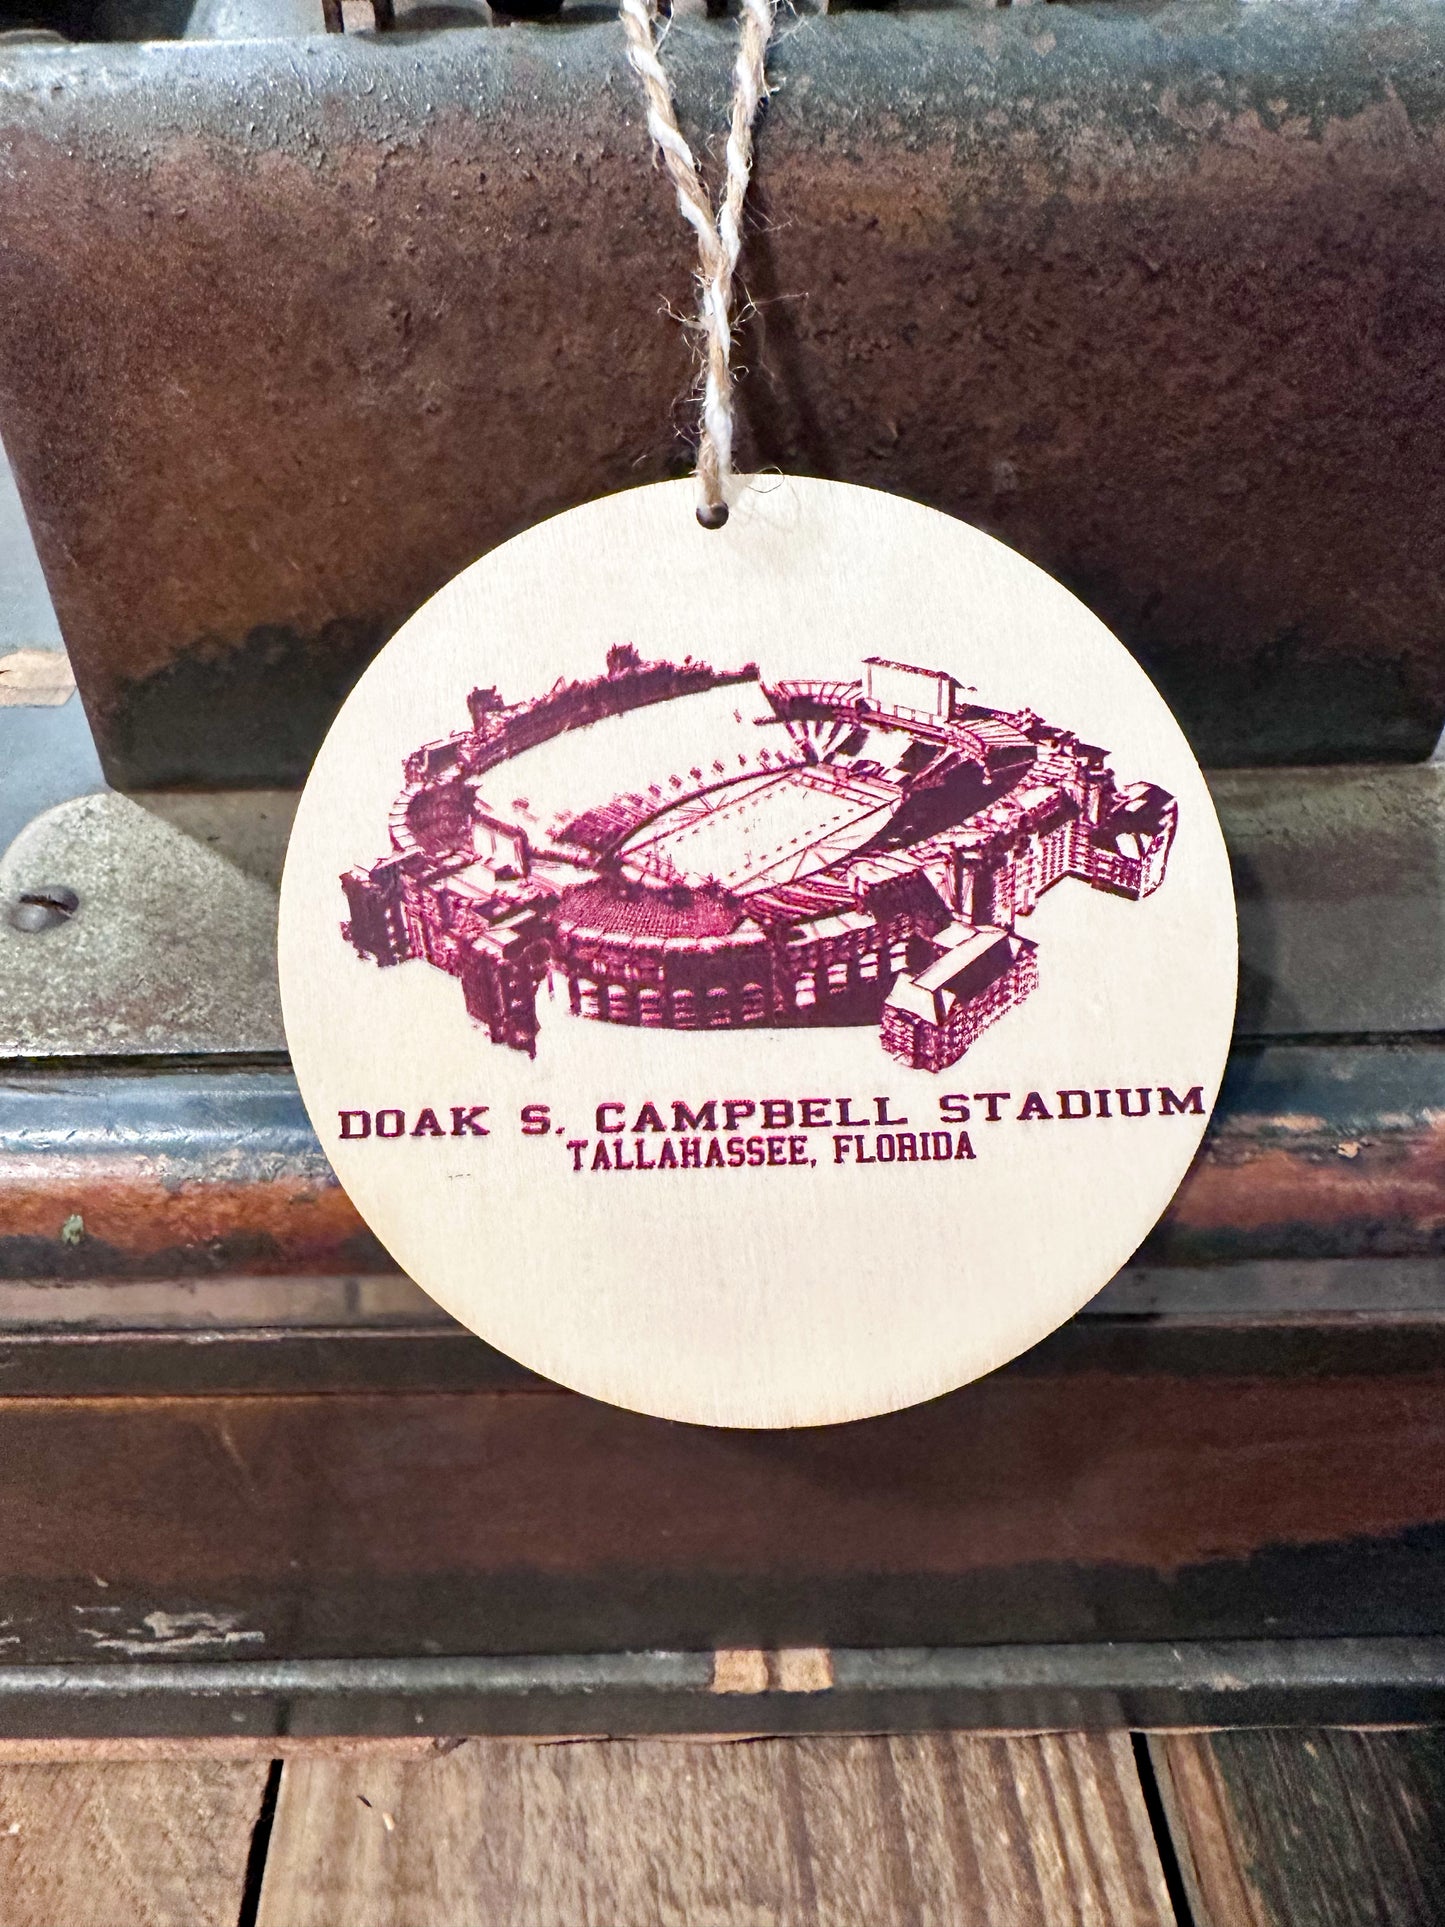 DOAK S. CAMPBELL STADIUM
TALLAHASSEE, FLORIDA